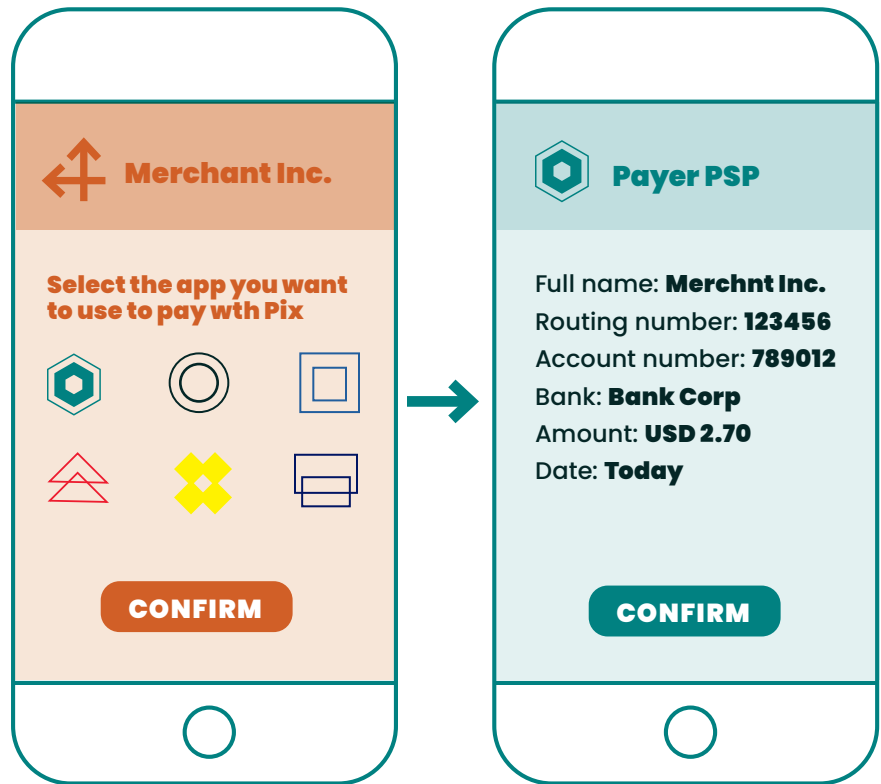 Merchant Inc.
Select the app you want
to use to pay wth Pix
CONFIRM
Payer PSP
Full name: Merchnt Inc.
Routing number: 123456
Account number: 789012
Bank: Bank Corp
Amount: USD 2.70
Date: Today
CONFIRM